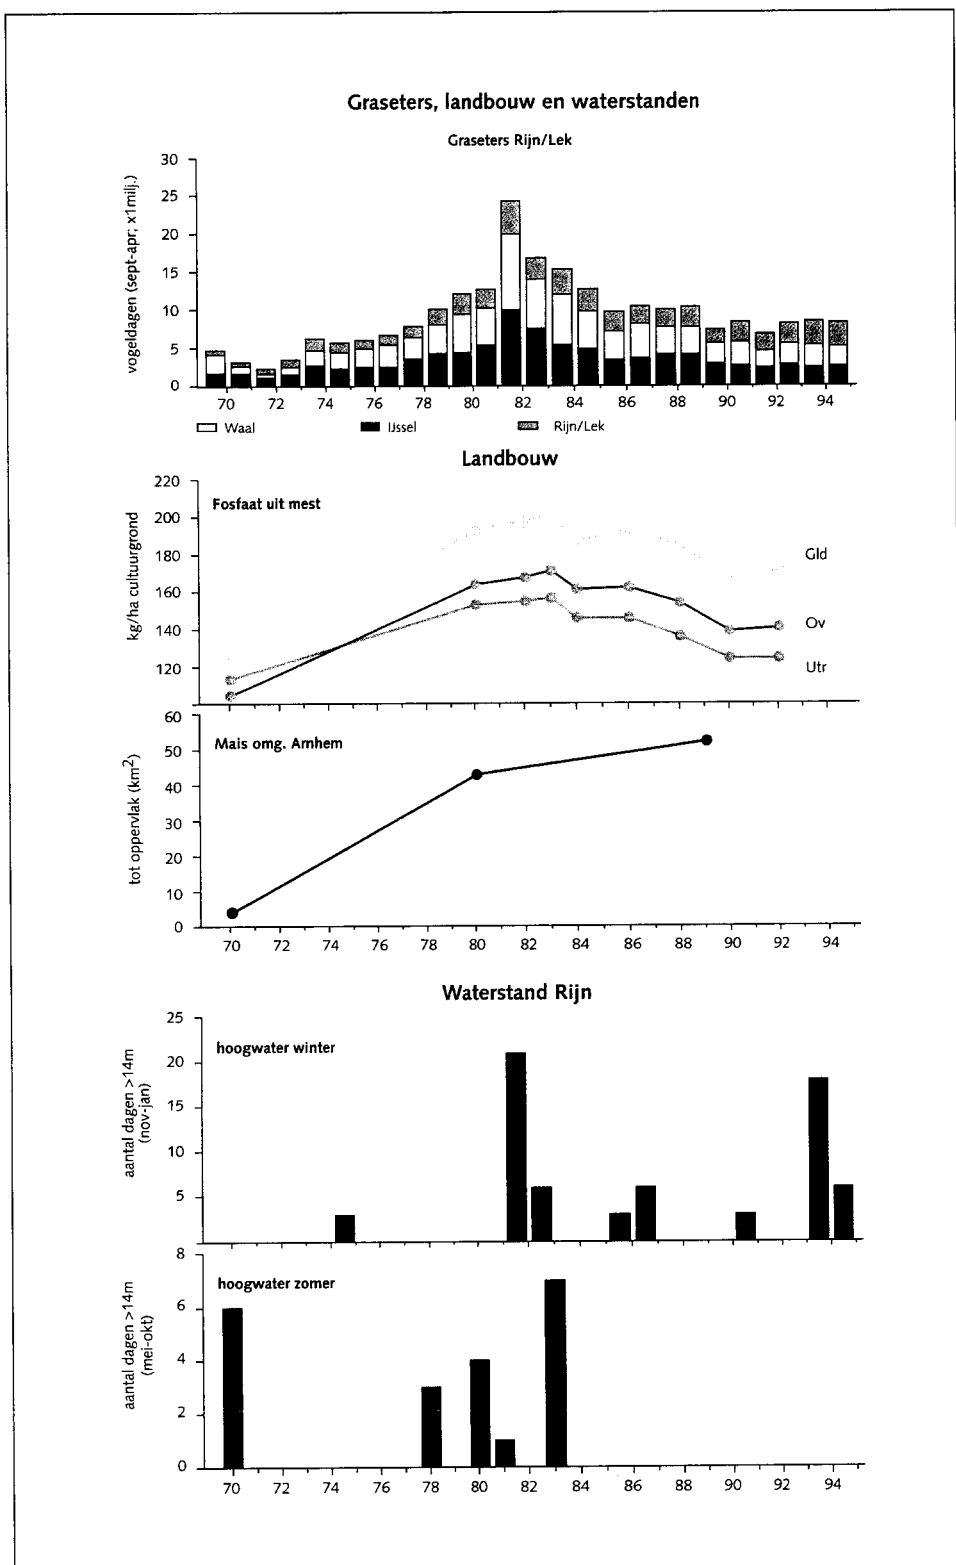 Graseters, landbouw en waterstanden
Graseters Rijn/Lek
vogeldagen (sept-apr; x1milj.)
30
25
20
15
10
5
0
70 72 74 76 78 80 82 84 86 88 90 92 94
Waal IJssel Rijn/Lek
Landbouw
Fosfaat uit mest
kg/ha cultuurgrond
220
200
180
160
140
120
Gld
Ov
Utr
Mais omg. Arnhem
tot oppervlak (km²)
60
50
40
30
20
10
0
70 72 74 76 78 80 82 84 86 88 90 92 94
Waterstand Rijn
hoogwater winter
aantal dagen >14m
(nov-jan)
25
20
15
10
5
hoogwater zomer
aantal dagen >14m
(mei-okt)
8
6
4
2
0
70 72 74 76 78 80 82 84 86 88 90 92 94